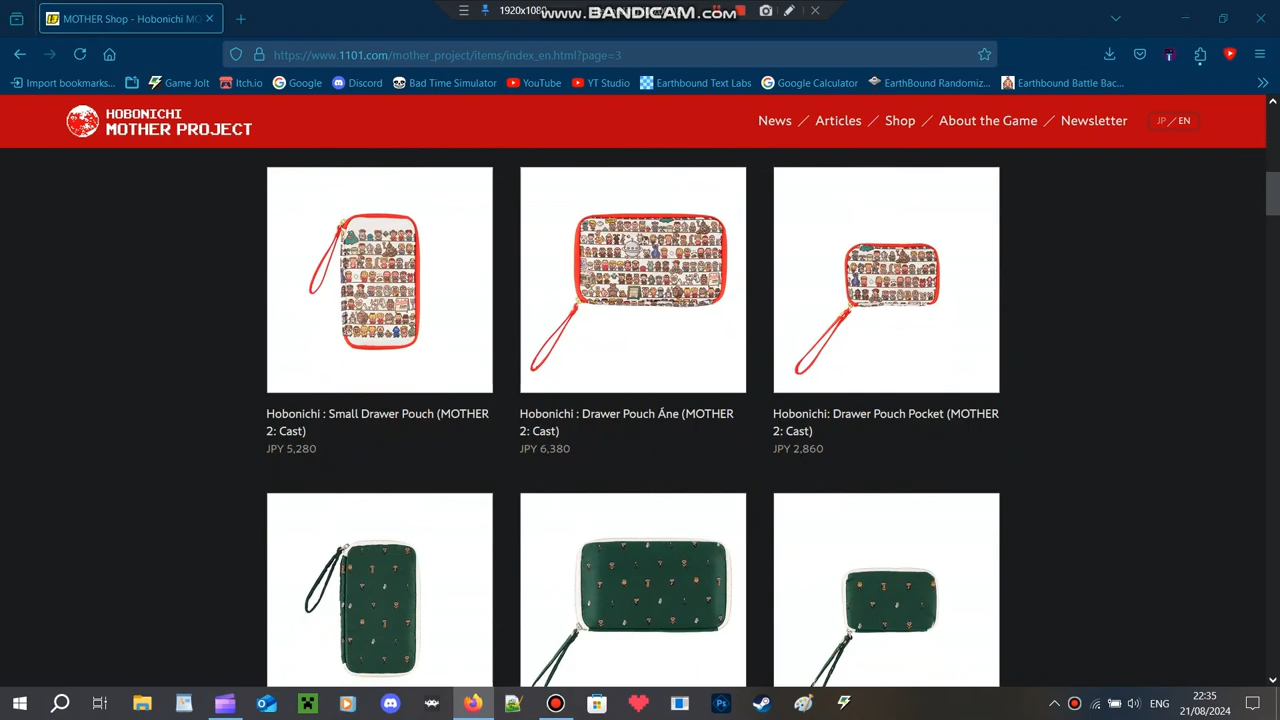 MOTHER Shop - Hobonichi MO
1920x1080
www.BANDICAM.com
https://www.1101.com/mother_project/items/index_en.html?page=3
Import bookmarks...
Game Jolt
Itch.io
Google
Discord
Bad Time Simulator
YouTube
YT Studio
Earthbound Text Labs
Google Calculator
EarthBound Randomiz...
Earthbound Battle Bac...
HOBONICHI
MOTHER PROJECT
News / Articles / Shop / About the Game / Newsletter
JP / EN
Hobonichi : Small Drawer Pouch (MOTHER
2: Cast)
JPY 5,280
Hobonichi : Drawer Pouch Áne (MOTHER
2: Cast)
JPY 6,380
Hobonichi: Drawer Pouch Pocket (MOTHER
2: Cast)
JPY 2,860
Ps
ENG
22:35
21/08/2024